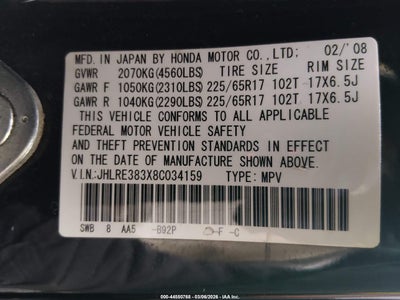 MFD. IN JAPAN BY HONDA MOTOR CO., LTD: 02/'08
GVWR 2070KG(4560LBS) TIRE SIZE RIM SIZE
GAWR F 1050KG(2310LBS) 225/65R17 102T 17X6.5J
GAWR R 1040KG(2290LBS) 225/65R17 102T 17X6.5J
THIS VEHICLE CONFORMS TO ALL APPLICABLE
FEDERAL MOTOR VEHICLE SAFETY
AND THEFT PREVENTION STANDARDS IN EFFECT
ON THE DATE OF MANUFACTURE SHOWN ABOVE.
V.I.N.:JHLRE383X8C034159 TYPE: MPV
SWB 8 AA5 -B92P -F -C
000-44550768 - 03/06/2026 - IAA Inc.